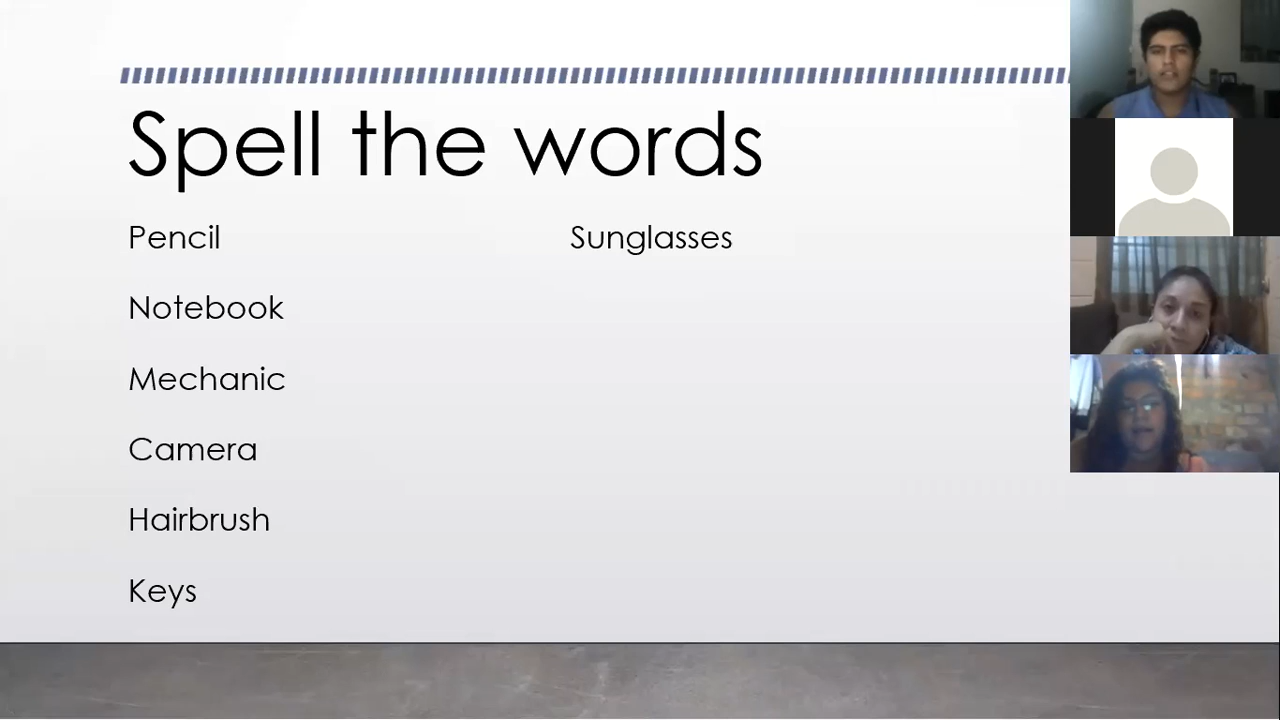 Spell the words
Pencil
Notebook
Mechanic
Camera
Hairbrush
Keys
Sunglasses